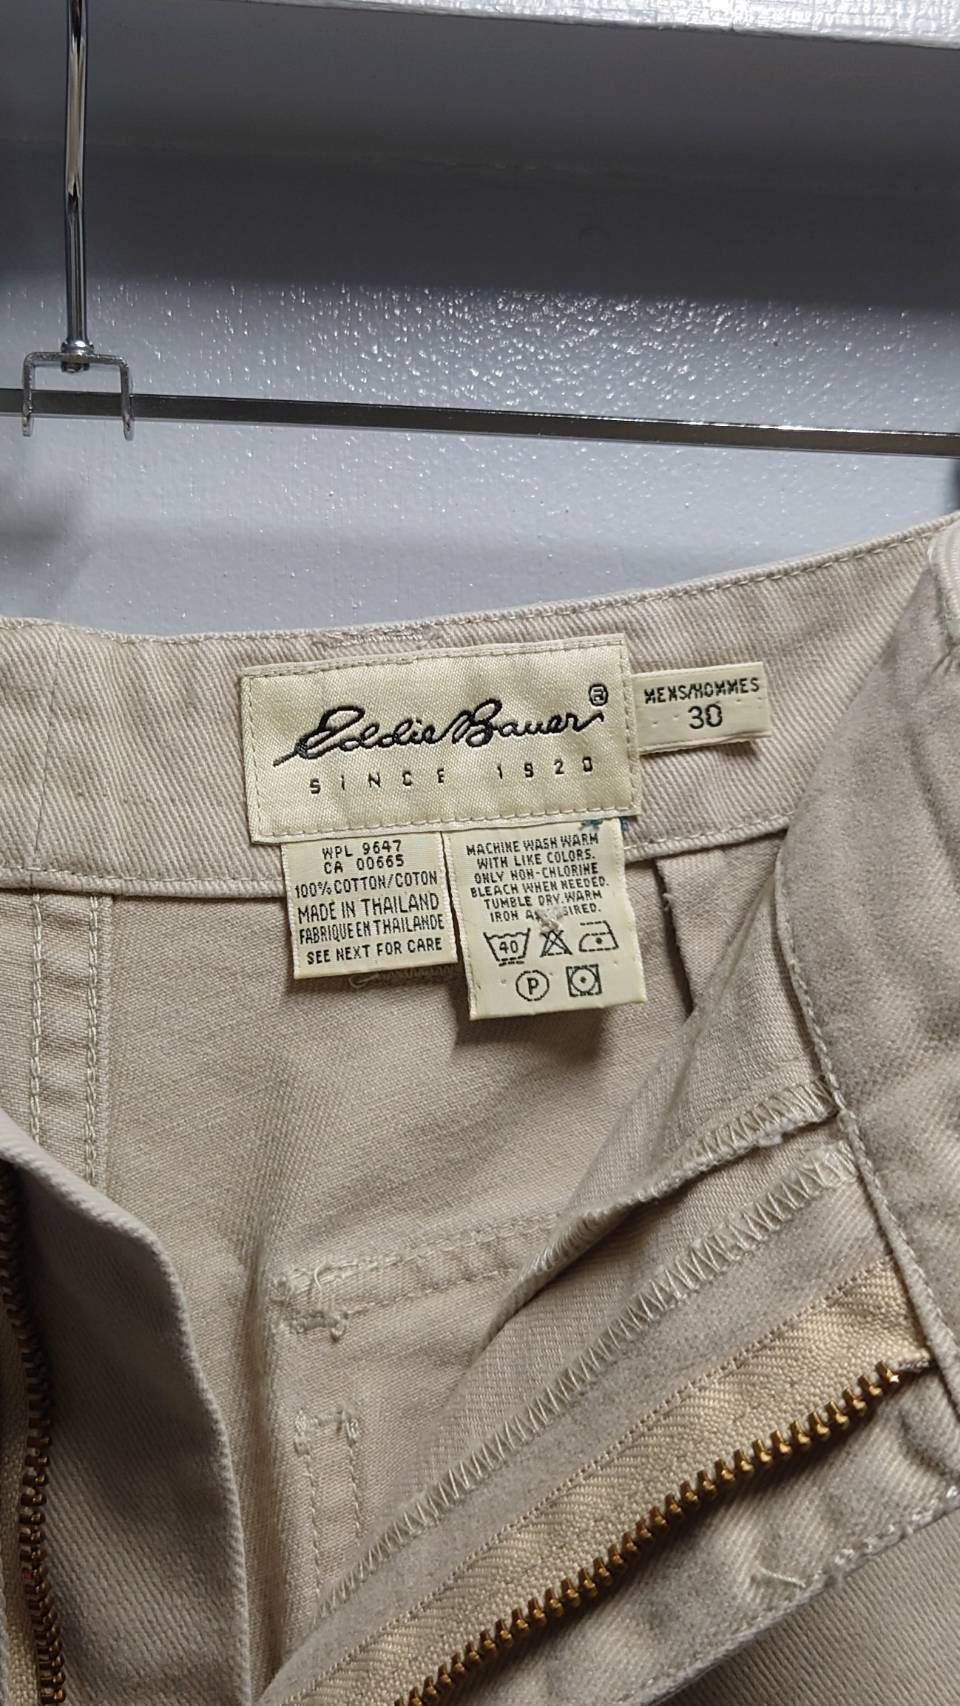 Eddie Bauer®
SINCE 1920
MENS/HOMMES
30
WPL 9647
CA 00665
100% COTTON/COTON
MADE IN THAILAND
FABRIQUE EN THAILANDE
SEE NEXT FOR CARE
MACHINE WASH WARM
WITH LIKE COLORS.
ONLY NON-CHLORINE
BLEACH WHEN NEEDED.
TUMBLE DRY WARM
IRON
40
P